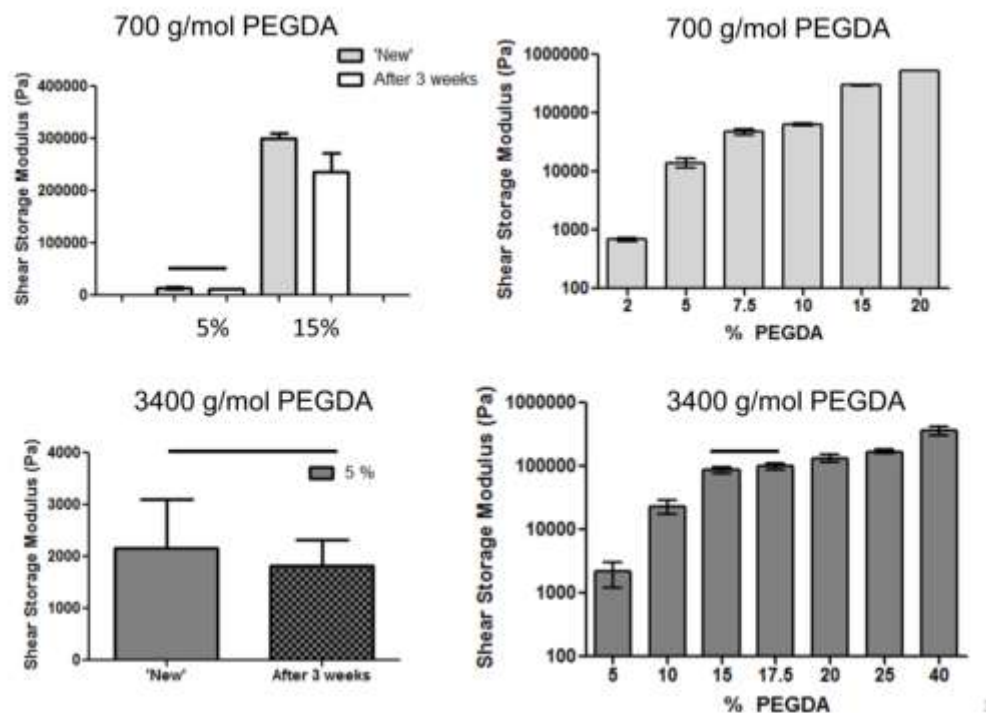 700 g/mol PEGDA
'New'
After 3 weeks
Shear Storage Modulus (Pa)
400000
300000
200000
100000
0
5% 15%
700 g/mol PEGDA
Shear Storage Modulus (Pa)
1000000
100000
10000
1000
100
2 5 7.5 10 15 20
% PEGDA
3400 g/mol PEGDA
Shear Storage Modulus (Pa)
4000
3000
2000
1000
0
5 %
'New' After 3 weeks
3400 g/mol PEGDA
Shear Storage Modulus (Pa)
1000000
100000
10000
1000
100
5 10 15 17.5 20 25 40
% PEGDA